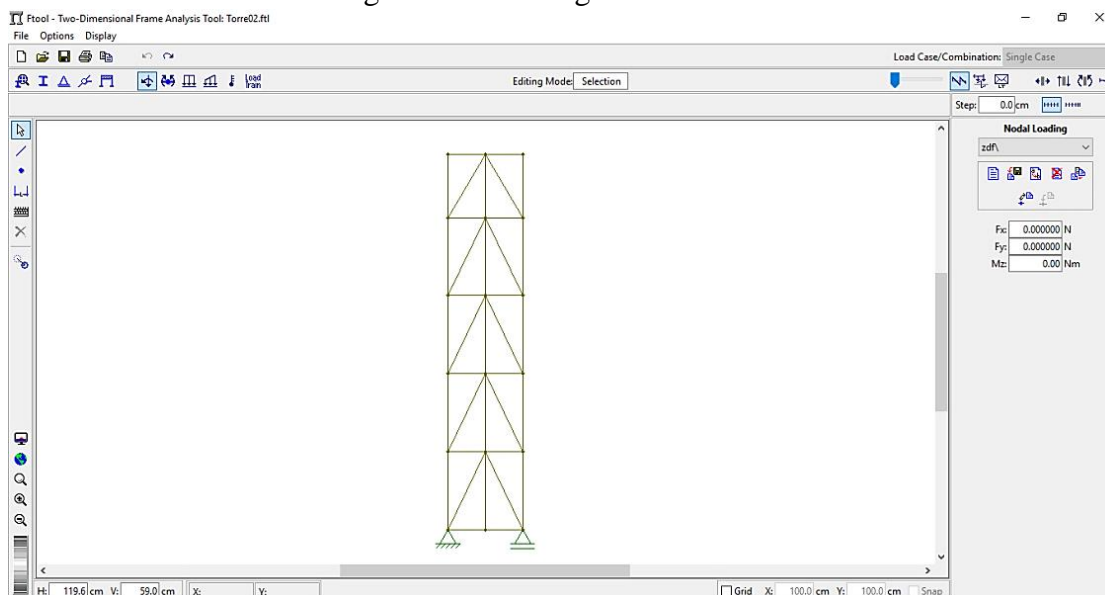 Ftool - Two-Dimensional Frame Analysis Tool: Torre02.ftl
File Options Display
Load Case/Combination: Single Case
Load Train
Editing Mode: Selection
Step: 0.0 cm
Nodal Loading
zdf\
Fx: 0.000000 N
Fy: 0.000000 N
Mz: 0.00 Nm
H: 119.6 cm V: 59.0 cm X: Y: Grid X: 100.0 cm Y: 100.0 cm Snap